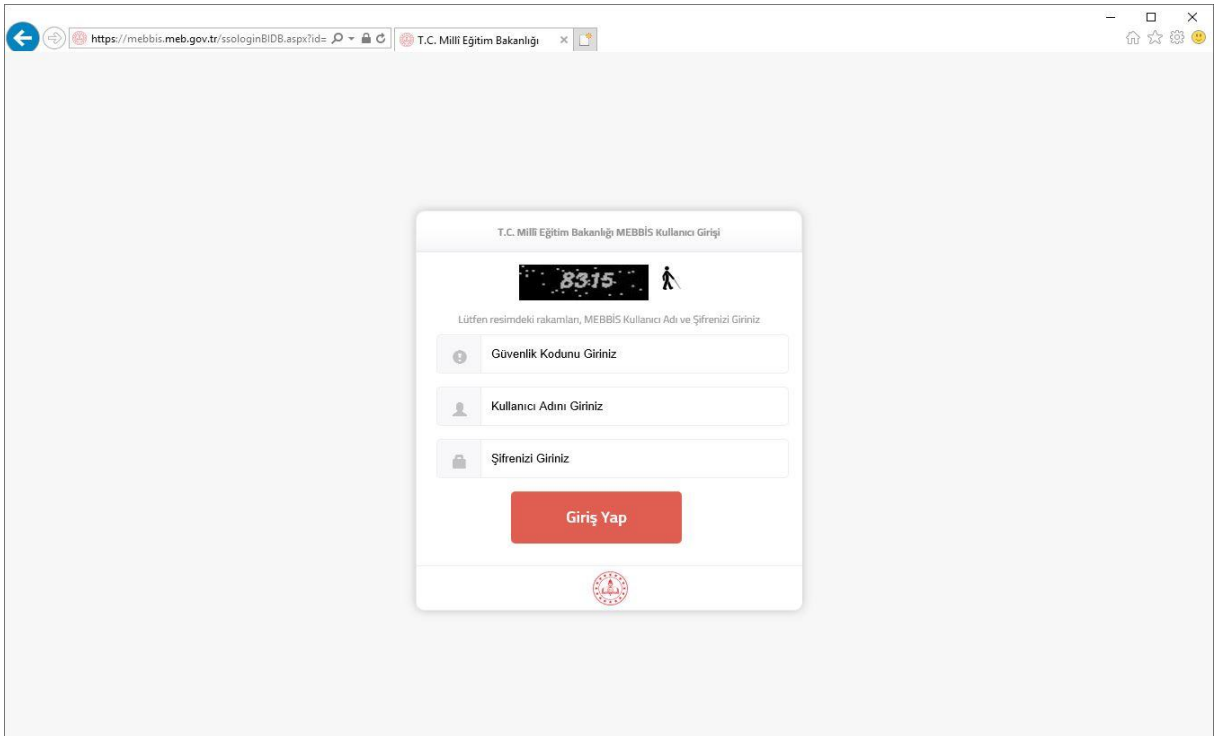 https://mebbis.meb.gov.tr/ssologinBIDB.aspx?id=
T.C. Millî Eğitim Bakanlığı
T.C. Millî Eğitim Bakanlığı MEBBİS Kullanıcı Girişi
8315
Lütfen resimdeki rakamları, MEBBİS Kullanıcı Adı ve Şifrenizi Giriniz
Güvenlik Kodunu Giriniz
Kullanıcı Adını Giriniz
Şifrenizi Giriniz
Giriş Yap